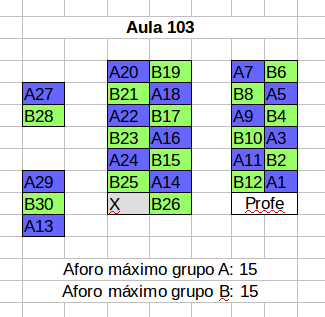 Aula 103
A20 B19 A7 B6
A27 B21 A18 B8 A5
B28 A22 B17 A9 B4
B23 A16 B10 A3
A24 B15 A11 B2
A29 B25 A14 B12 A1
B30 X B26 Profe
A13
Aforo máximo grupo A: 15
Aforo máximo grupo B: 15